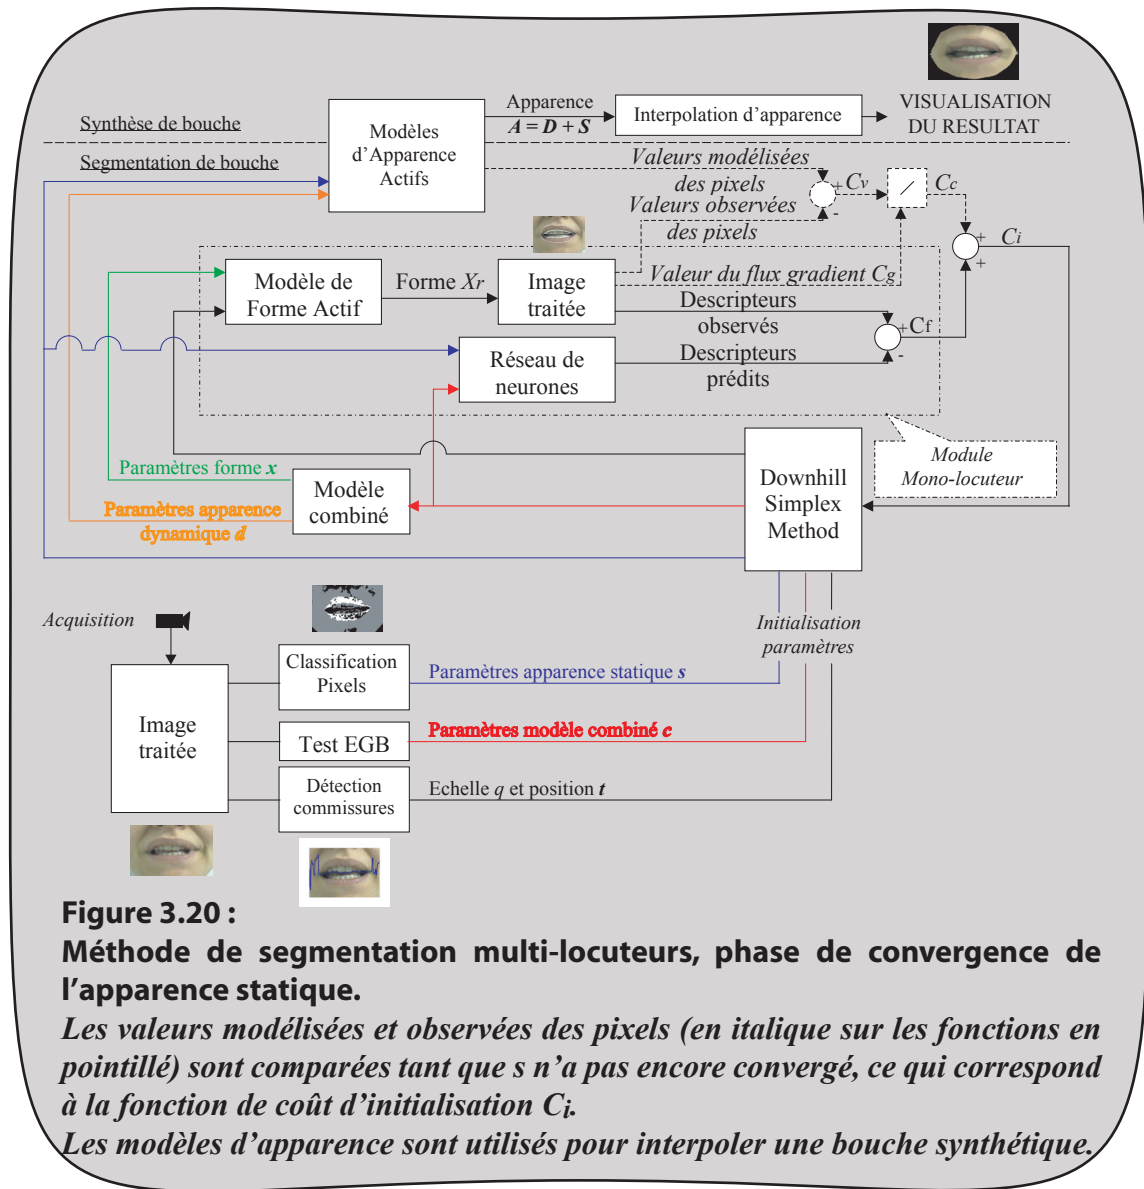 VISUALISATION
DU RESULTAT
Synthèse de bouche
Segmentation de bouche
Modèles
d’Apparence
Actifs
Apparence
A = D + S
Interpolation d’apparence
Valeurs modélisées
des pixels
Valeurs observées
des pixels
+
-
Cv
/
Cc
+
+
Ci
Modèle de
Forme Actif
Forme Xr
Image
traitée
Valeur du flux gradient Cg
Descripteurs
observés
Descripteurs
prédits
+
-
Cf
Réseau de
neurones
Module
Mono-locuteur
Paramètres forme x
Paramètres apparence
dynamique d
Modèle
combiné
Downhill
Simplex
Method
Acquisition
Initialisation
paramètres
Image
traitée
Classification
Pixels
Paramètres apparence statique s
Test EGB
Paramètres modèle combiné c
Détection
commissures
Echelle q et position t
Figure 3.20 :
Méthode de segmentation multi-locuteurs, phase de convergence de
l’apparence statique.
Les valeurs modélisées et observées des pixels (en italique sur les fonctions en
pointillé) sont comparées tant que s n’a pas encore convergé, ce qui correspond
à la fonction de coût d’initialisation Ci.
Les modèles d’apparence sont utilisés pour interpoler une bouche synthétique.